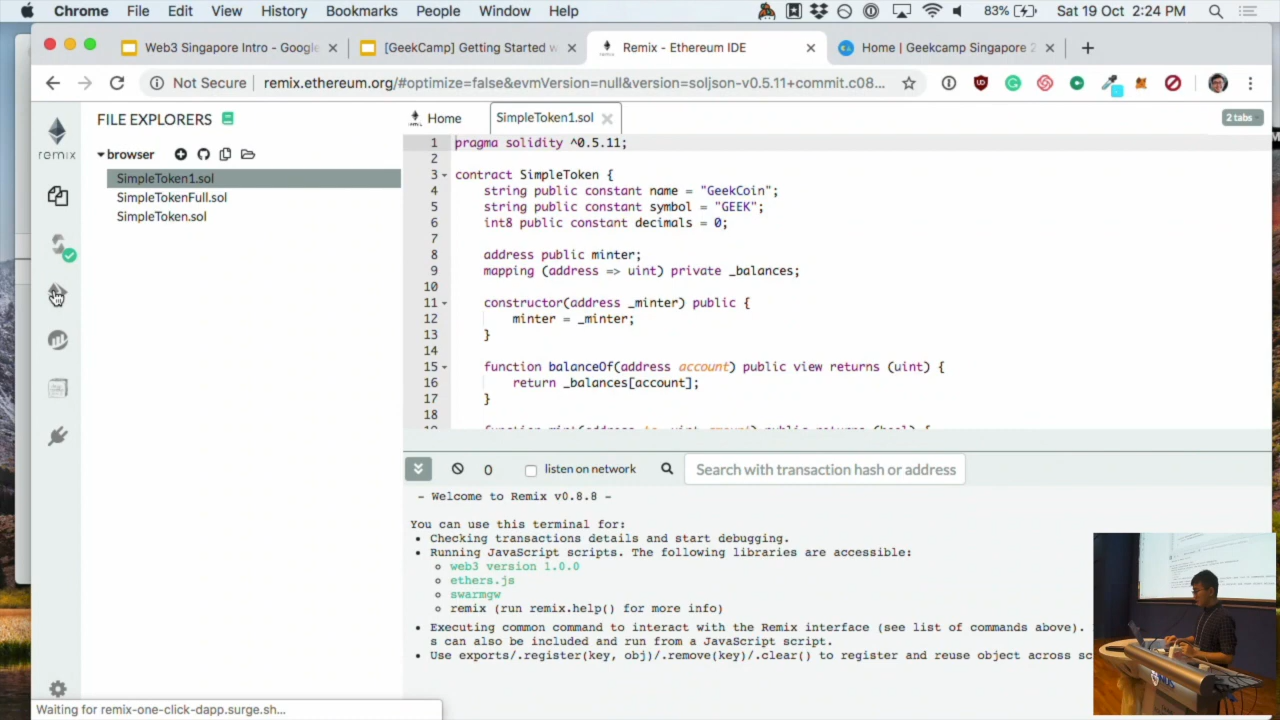 Chrome File Edit View History Bookmarks People Window Help 83% Sat 19 Oct 2:24 PM
Web3 Singapore Intro - Google
[GeekCamp] Getting Started w
Remix - Ethereum IDE
Home | Geekcamp Singapore 2
Not Secure remix.ethereum.org/#optimize=false&evmVersion=null&version=soljson-v0.5.11+commit.c08...
remix
FILE EXPLORERS
browser
SimpleToken1.sol
SimpleTokenFull.sol
SimpleToken.sol
Home
SimpleToken1.sol
2 tabs
1 pragma solidity ^0.5.11;
2
3 contract SimpleToken {
4 string public constant name = "GeekCoin";
5 string public constant symbol = "GEEK";
6 int8 public constant decimals = 0;
7
8 address public minter;
9 mapping (address => uint) private _balances;
10
11 constructor(address _minter) public {
12 minter = _minter;
13 }
14
15 function balanceOf(address account) public view returns (uint) {
16 return _balances[account];
17 }
18
0 listen on network Search with transaction hash or address
- Welcome to Remix v0.8.8 -
You can use this terminal for:
• Checking transactions details and start debugging.
• Running JavaScript scripts. The following libraries are accessible:
web3 version 1.0.0
ethers.js
swarmgw
remix (run remix.help() for more info)
• Executing common command to interact with the Remix interface (see list of commands above).
s can also be included and run from a JavaScript script.
• Use exports/.register(key, obj)/.remove(key)/.clear() to register and reuse object across sc
Waiting for remix-one-click-dapp.surge.sh...
NUS